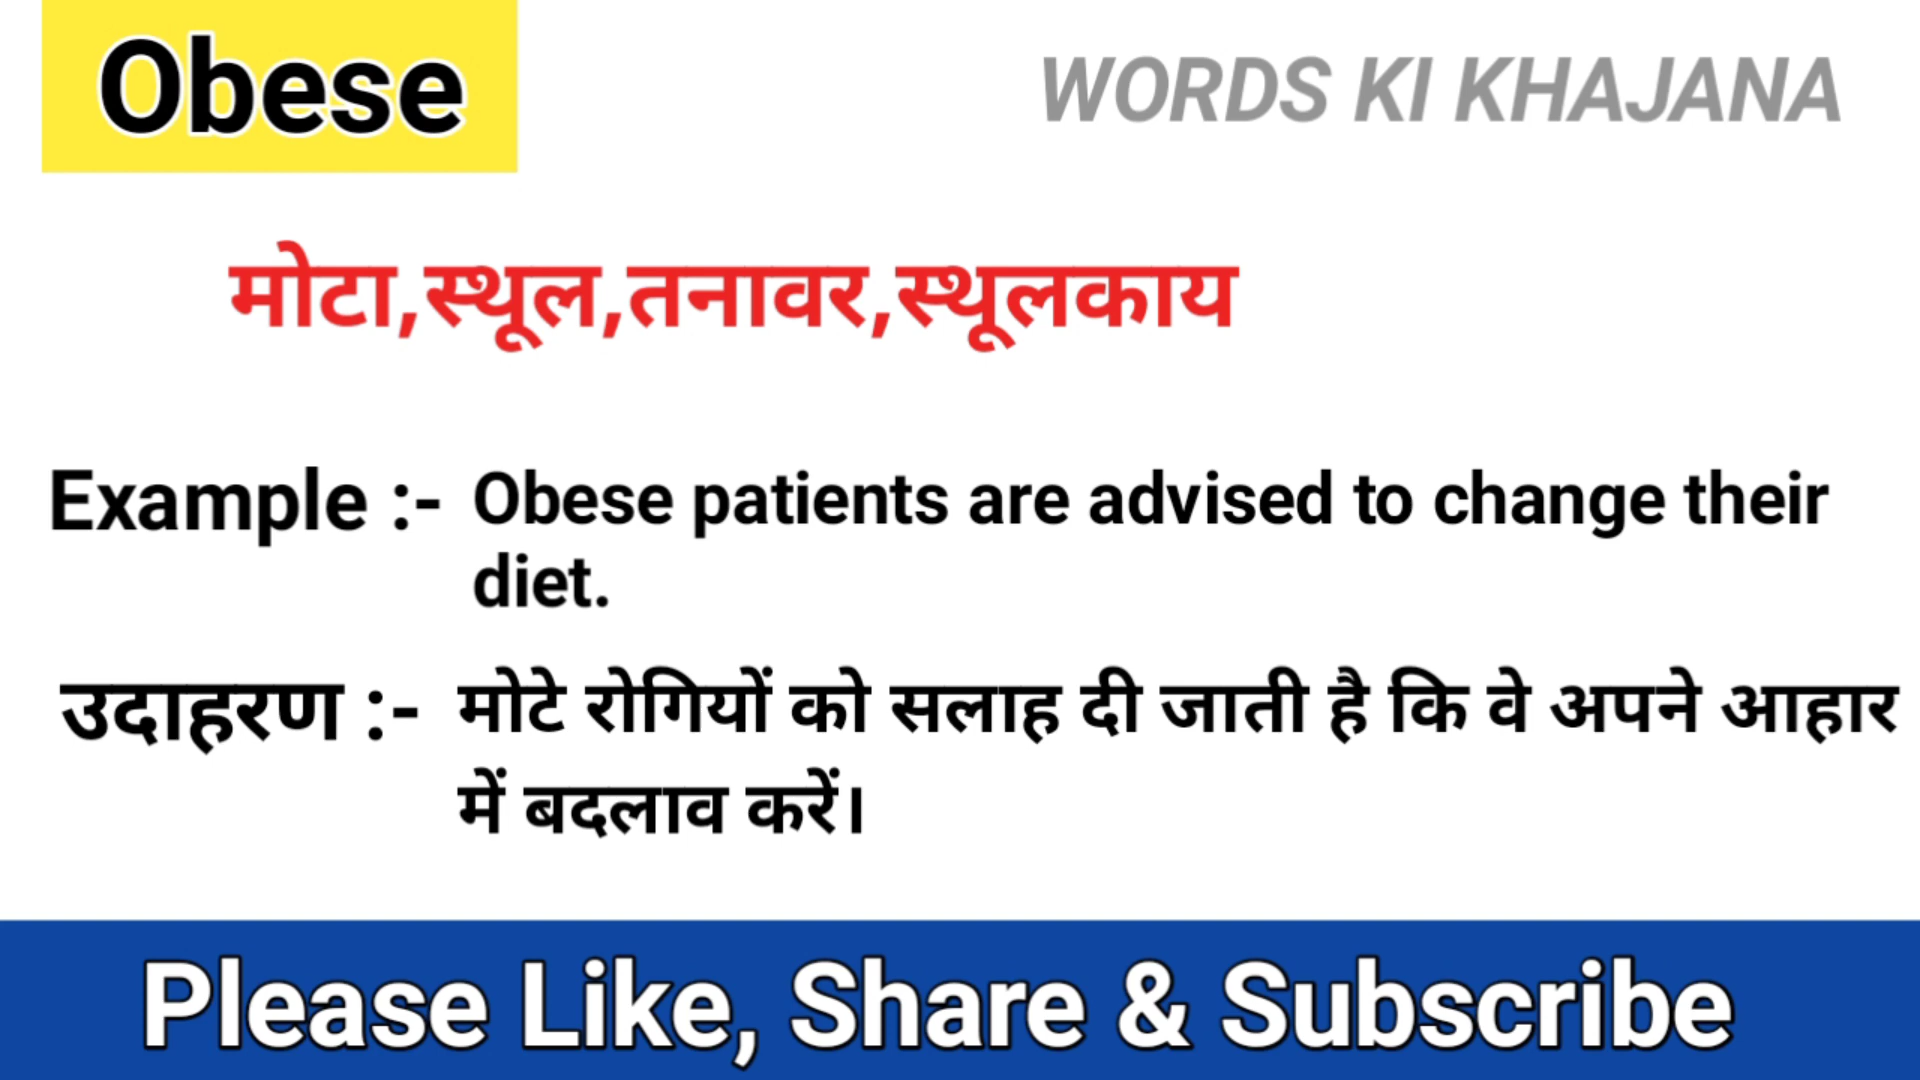 Obese
WORDS KI KHAJANA
मोटा,स्थूल,तनावर,स्थूलकाय
Example :- Obese patients are advised to change their
diet.
उदाहरण :- मोटे रोगियों को सलाह दी जाती है कि वे अपने आहार
में बदलाव करें।
Please Like, Share & Subscribe